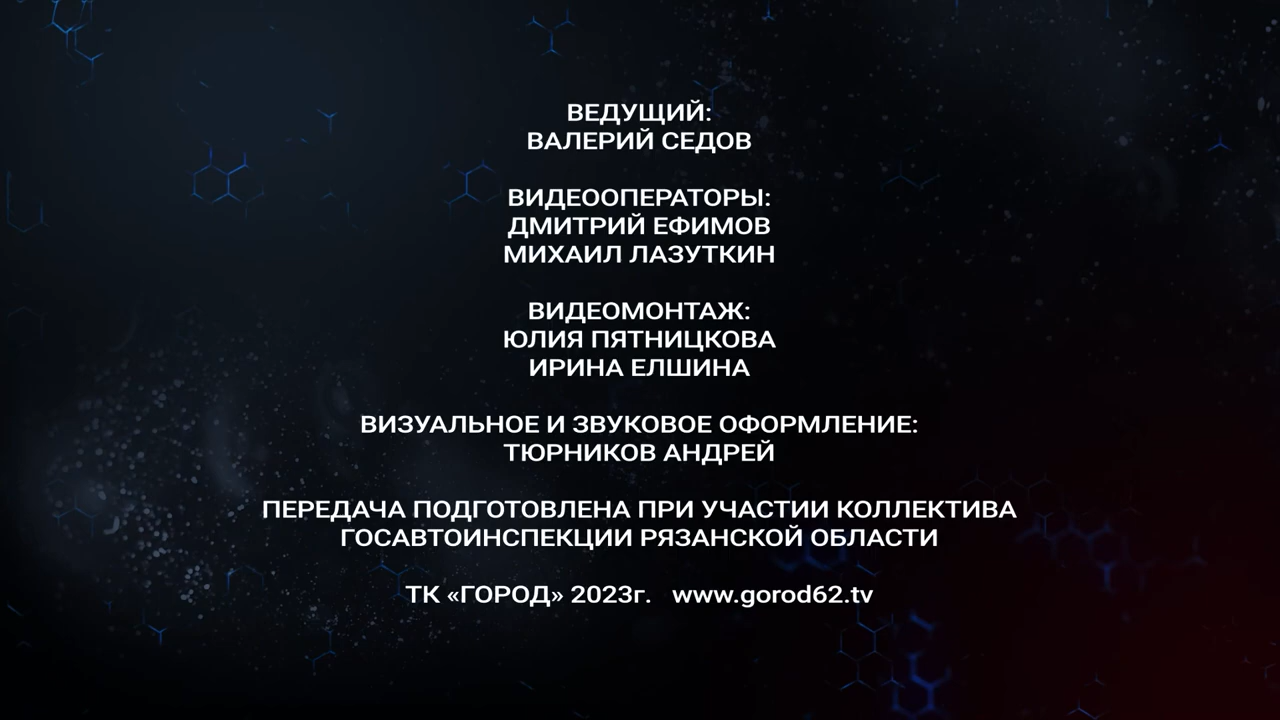 ВЕДУЩИЙ:
ВАЛЕРИЙ СЕДОВ
ВИДЕООПЕРАТОРЫ:
ДМИТРИЙ ЕФИМОВ
МИХАИЛ ЛАЗУТКИН
ВИДЕОМОНТАЖ:
ЮЛИЯ ПЯТНИЦКОВА
ИРИНА ЕЛШИНА
ВИЗУАЛЬНОЕ И ЗВУКОВОЕ ОФОРМЛЕНИЕ:
ТЮРНИКОВ АНДРЕЙ
ПЕРЕДАЧА ПОДГОТОВЛЕНА ПРИ УЧАСТИИ КОЛЛЕКТИВА
ГОСАВТОИНСПЕКЦИИ РЯЗАНСКОЙ ОБЛАСТИ
ТК «ГОРОД» 2023г. www.gorod62.tv